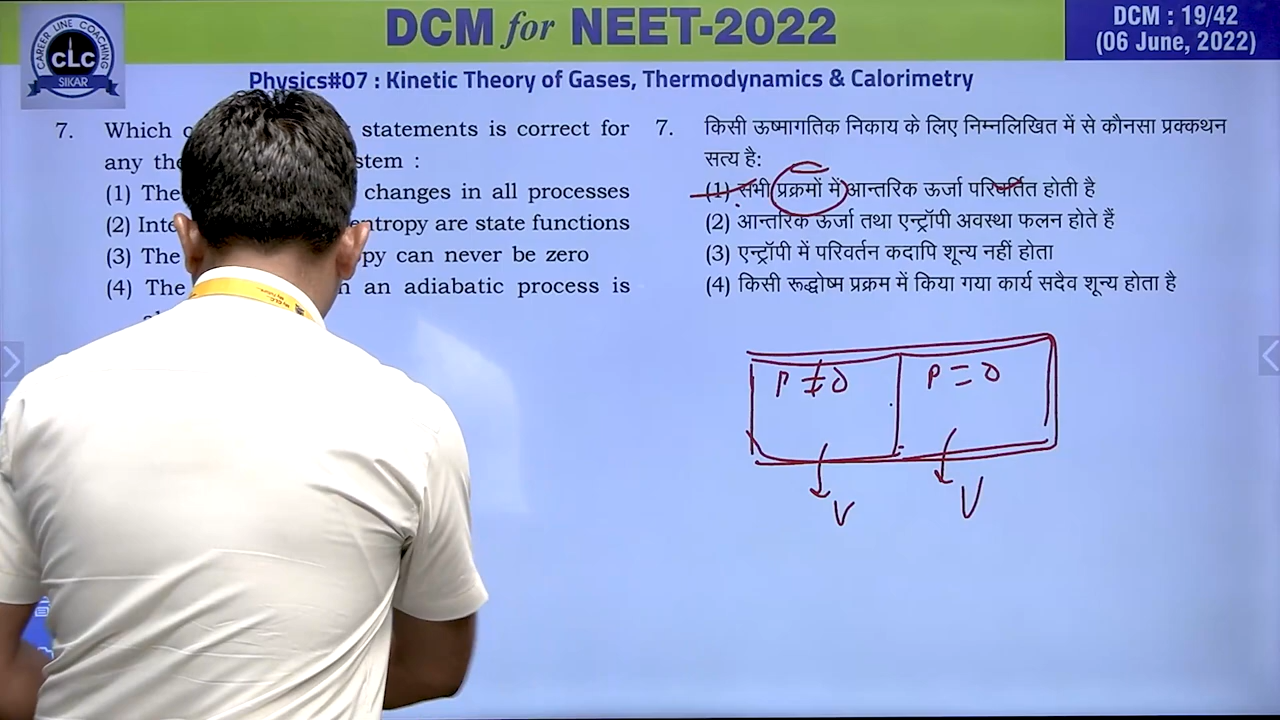 DCM for NEET-2022
DCM : 19/42
(06 June, 2022)
CAREER LINE COACHING
CLC
SIKAR
Physics#07 : Kinetic Theory of Gases, Thermodynamics & Calorimetry
7. Which statements is correct for
any the stem :
(1) The changes in all processes
(2) Inte ntropy are state functions
(3) The py can never be zero
(4) The n an adiabatic process is
7. किसी ऊष्मागतिक निकाय के लिए निम्नलिखित में से कौनसा प्रक्कथन
सत्य है:
(1) सभी प्रक्रमों में आन्तरिक ऊर्जा परिवर्तित होती है
(2) आन्तरिक ऊर्जा तथा एन्ट्रॉपी अवस्था फलन होते हैं
(3) एन्ट्रॉपी में परिवर्तन कदापि शून्य नहीं होता
(4) किसी रूद्धोष्म प्रक्रम में किया गया कार्य सदैव शून्य होता है
P ≠ 0 P = 0
V V